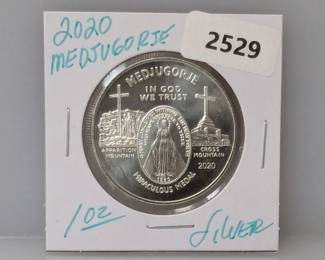 2020
MEDJUGORJE
2529
MEDJUGORJE
IN GOD
WE TRUST
APPARITION
MOUNTAIN
CROSS
MOUNTAIN
2020
MIRACULOUS MEDAL
1 OZ
SILVER